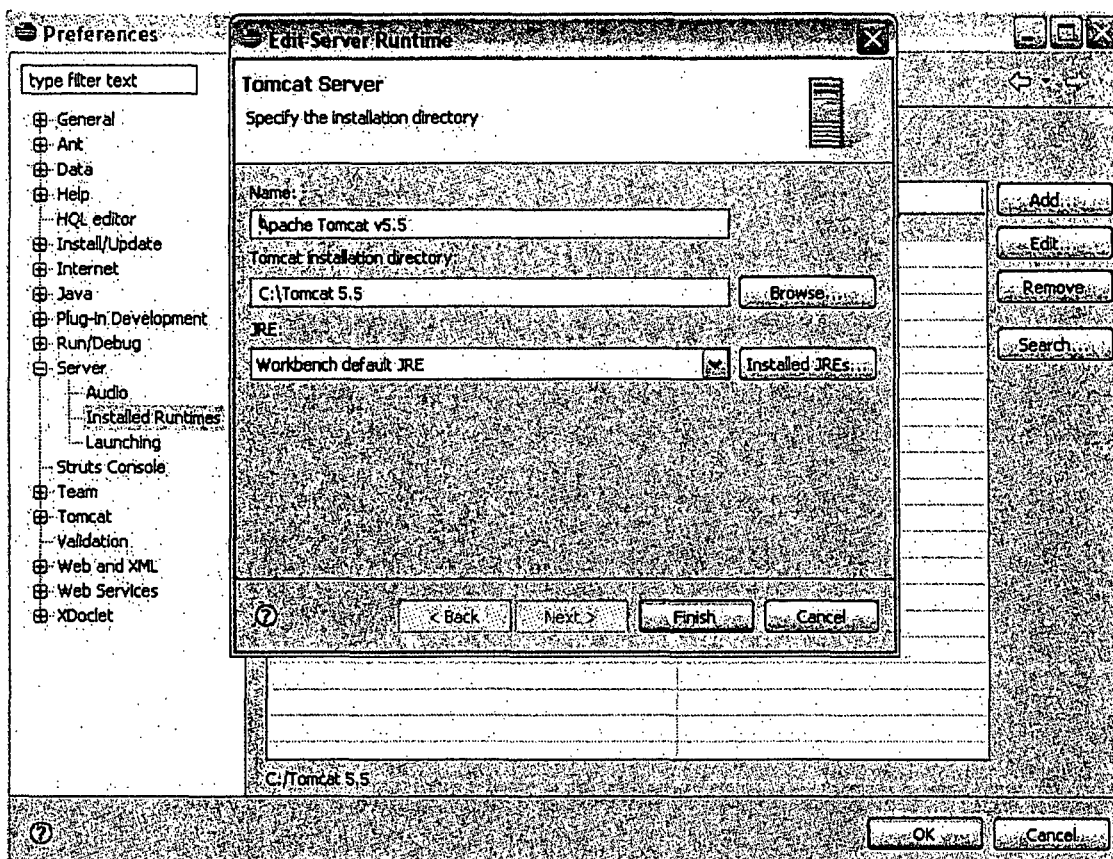 Preferences
type filter text
General
Ant
Data
Help
HQL editor
Install/Update
Internet
Java
Plug-in Development
Run/Debug
Server
Audio
Installed Runtimes
Launching
Struts Console
Team
Tomcat
Validation
Web and XML
Web Services
XDoclet
Edit Server Runtime
Tomcat Server
Specify the installation directory
Name:
Apache Tomcat v5.5
Tomcat installation directory:
C:\Tomcat 5.5
Browse...
JRE:
Workbench default JRE
Installed JREs...
< Back
Next >
Finish
Cancel
Add...
Edit...
Remove
Search...
C:/Tomcat 5.5
OK
Cancel